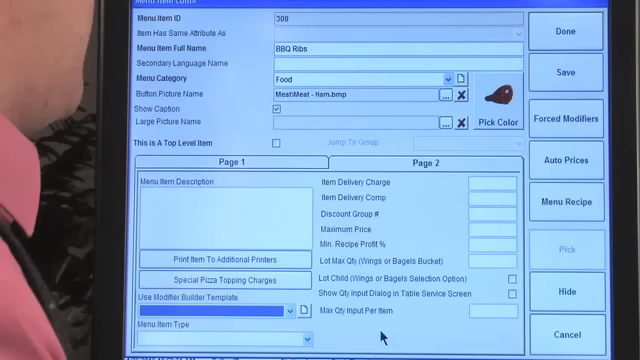 Menu Item Editor
Menu Item ID 309
Item Has Same Attribute As
Menu Item Full Name BBQ Ribs
Secondary Language Name
Menu Category Food
Button Picture Name Meat\Meat - Ham.bmp ...
Show Caption
Large Picture Name ...
Pick Color
This is A Top Level Item Jump To Group
Page 1 Page 2
Menu Item Description
Print Item To Additional Printers
Special Pizza Topping Charges
Use Modifier Builder Template
Menu Item Type
Item Delivery Charge
Item Delivery Comp
Discount Group #
Maximum Price
Min. Recipe Profit %
Lot Max Qty (Wings or Bagels Bucket)
Lot Child (Wings or Bagels Selection Option)
Show Qty Input Dialog in Table Service Screen
Max Qty Input Per Item
Done
Save
Forced Modifiers
Auto Prices
Menu Recipe
Pick
Hide
Cancel